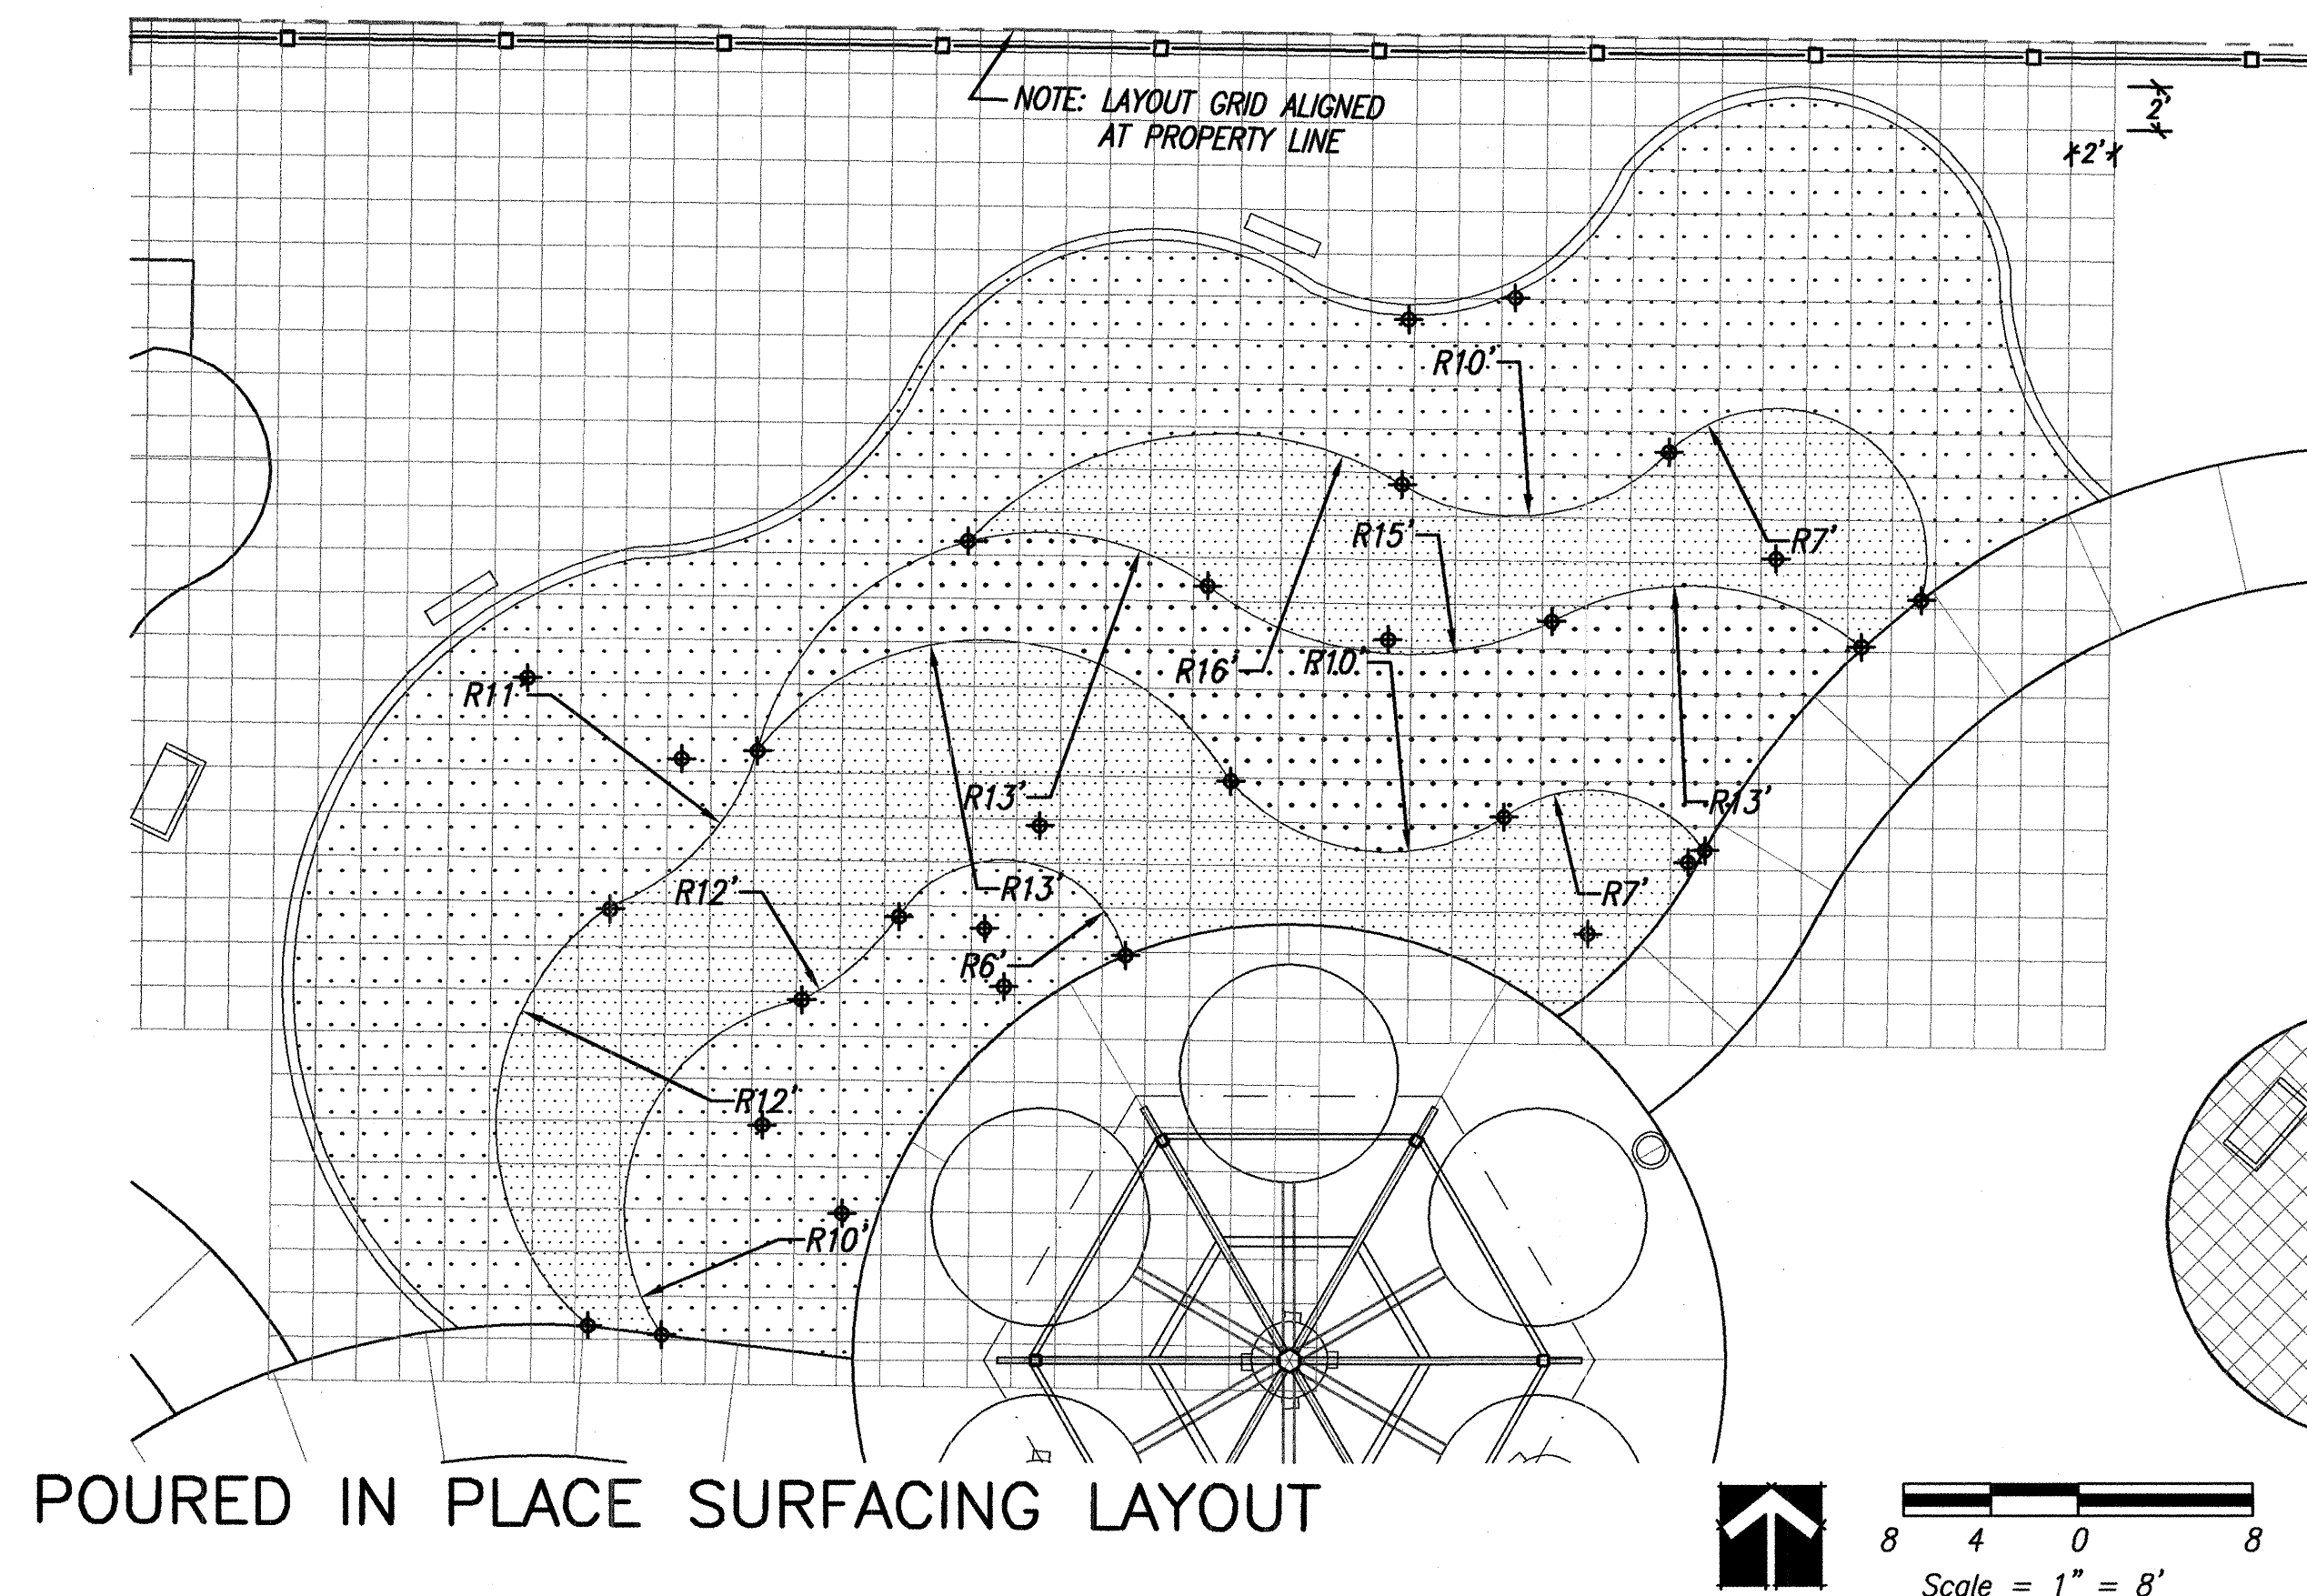 NOTE: LAYOUT GRID ALIGNED
AT PROPERTY LINE
2'
2'
R10'
R15'
R7'
R16'
R10'
R11'
R13'
R13'
R12'
R13'
R7'
R6'
R12'
R10'
POURED IN PLACE SURFACING LAYOUT
8 4 0 8
Scale = 1" = 8'